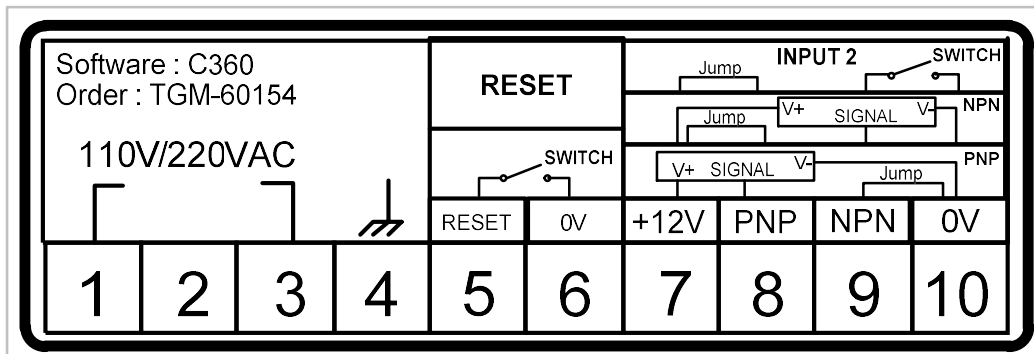 Software : C360
Order : TGM-60154
110V/220VAC
RESET
SWITCH
RESET 0V
INPUT 2
Jump SWITCH
V+ SIGNAL V- NPN
Jump
V+ SIGNAL V- PNP
Jump
+12V PNP NPN 0V
1 2 3 4 5 6 7 8 9 10